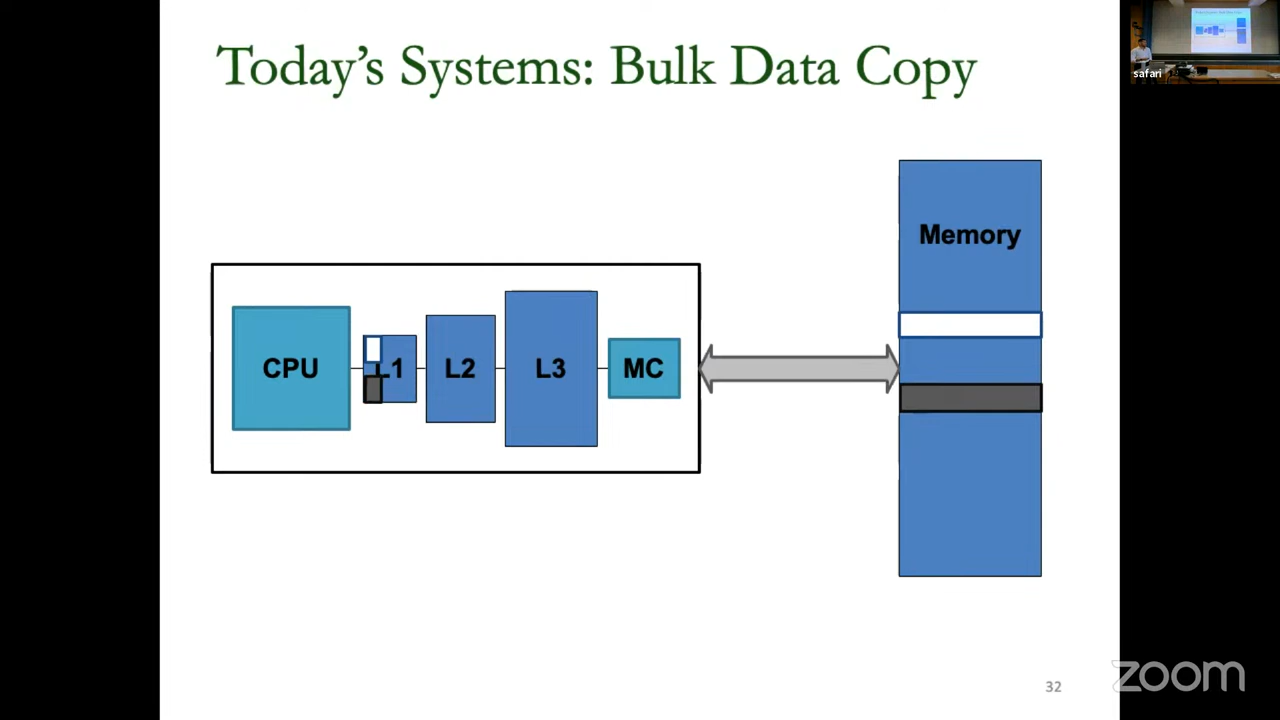 Today's Systems: Bulk Data Copy
safari
Memory
CPU
L1
L2
L3
MC
32
zoom